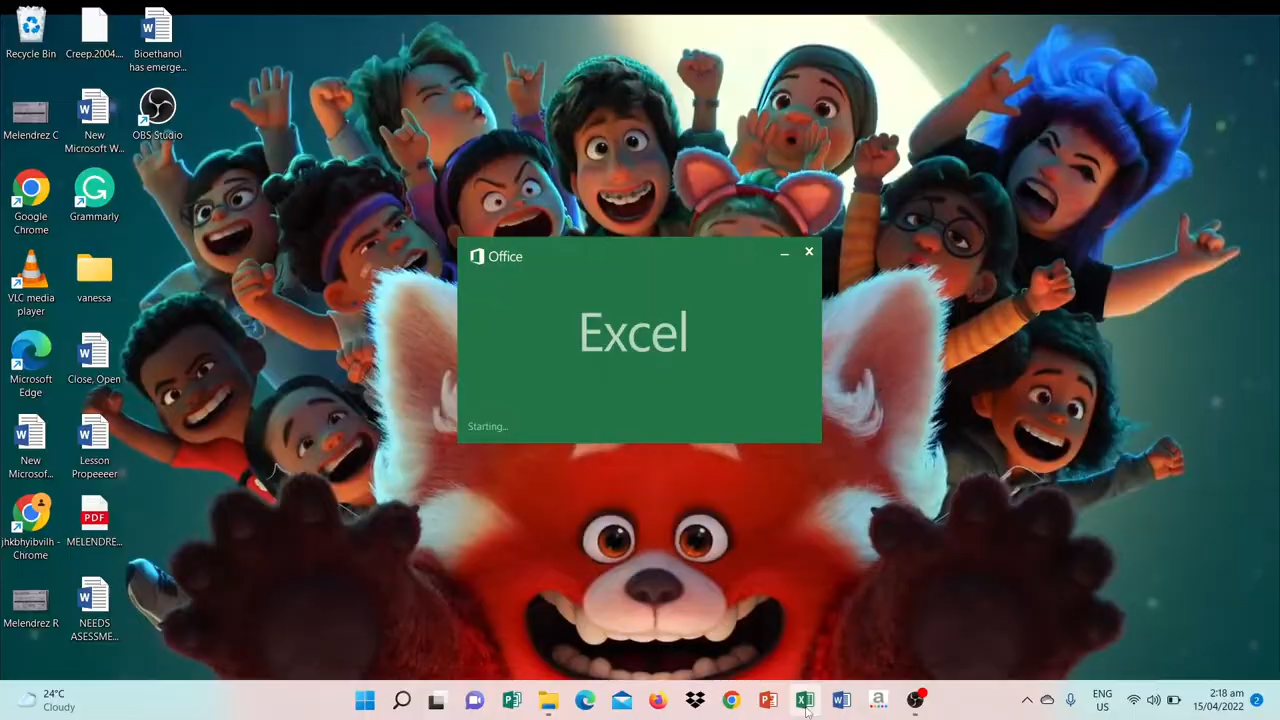 Recycle Bin
Creep.2004....
Bioethanol
has emerge...
Melendrez C
New
Microsoft W...
OBS Studio
Google
Chrome
Grammarly
VLC media
player
vanessa
Microsoft
Edge
Close, Open
New
Microsof...
Lesson
Propeeeer
jhkbhyibvilh -
Chrome
PDF
MELENDRE...
Melendrez R
NEEDS
ASESSME...
Office
Excel
Starting...
24°C
Cloudy
ENG
US
2:18 am
15/04/2022
2